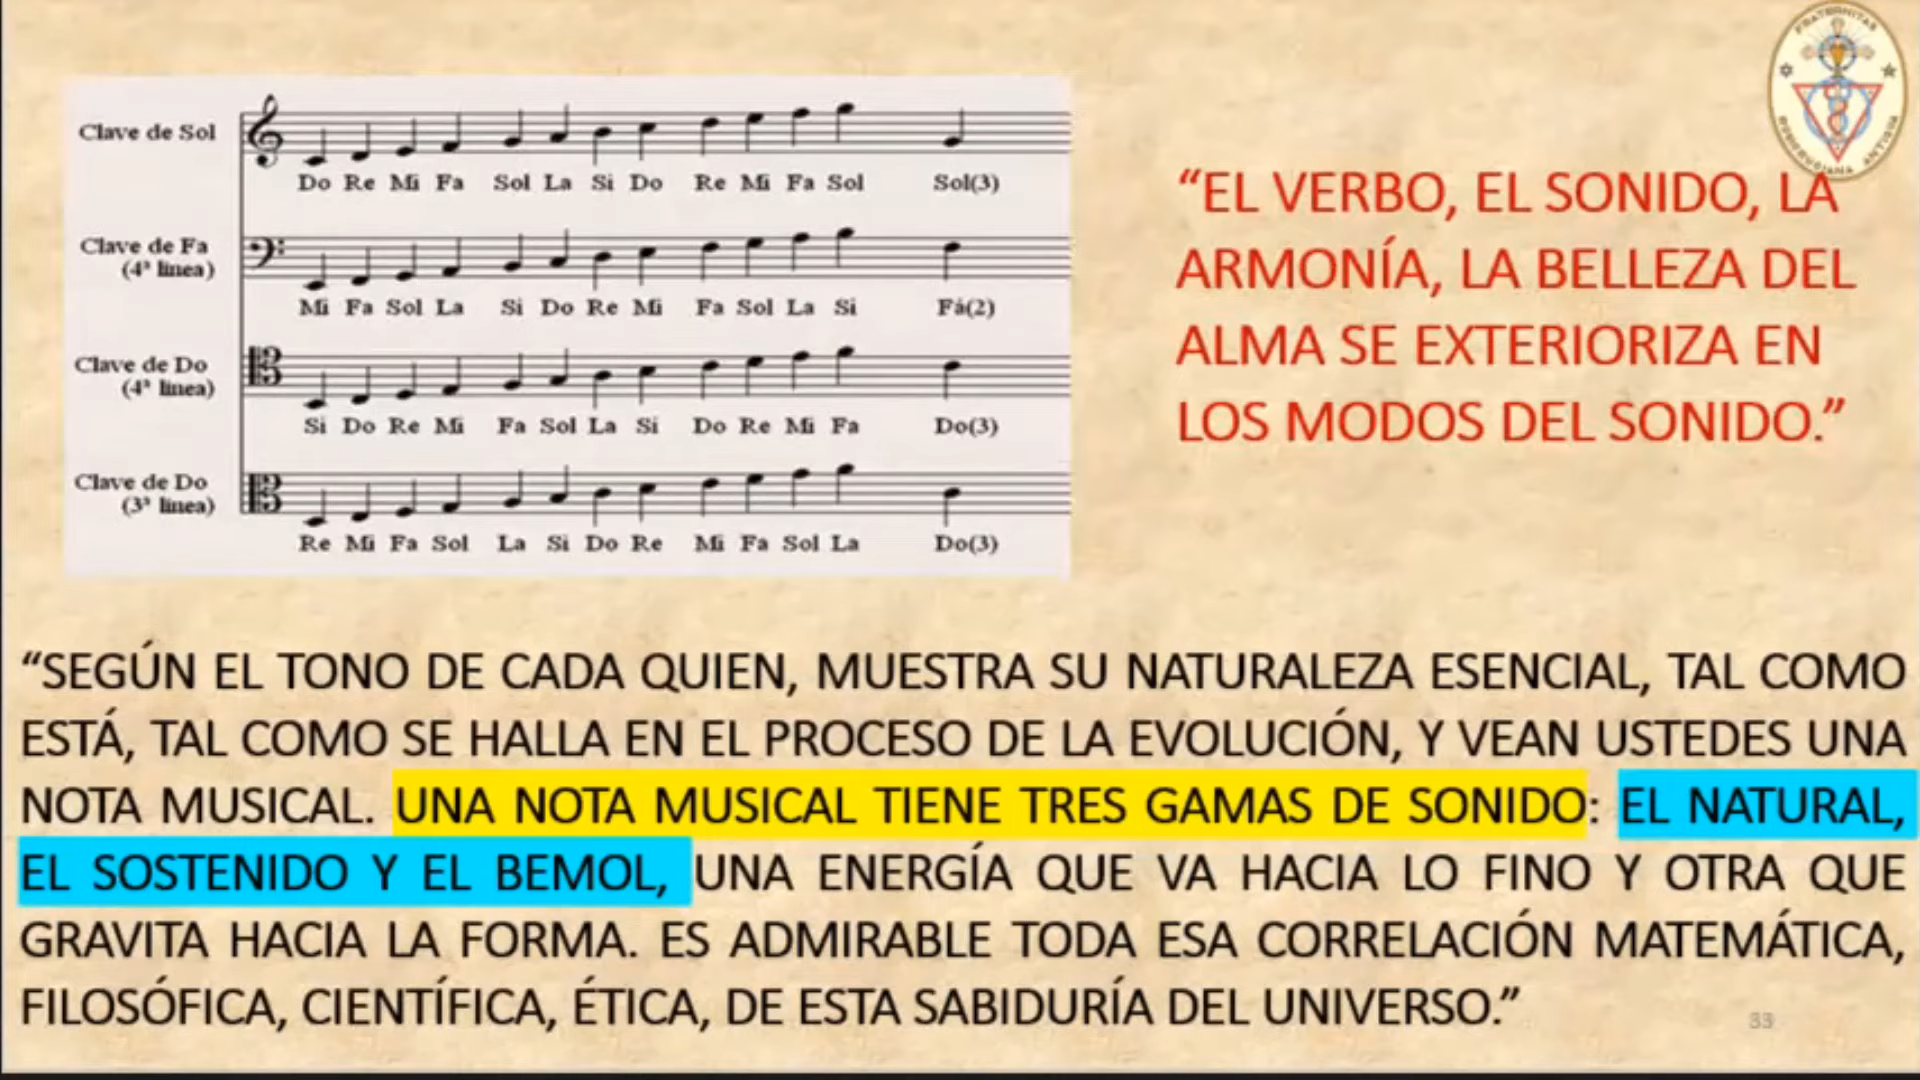 Clave de Sol
Do Re Mi Fa Sol La Si Do Re Mi Fa Sol Sol(3)
Clave de Fa
(4ª linea)
Mi Fa Sol La Si Do Re Mi Fa Sol La Si Fá(2)
Clave de Do
(4ª linea)
Si Do Re Mi Fa Sol La Si Do Re Mi Fa Do(3)
Clave de Do
(3ª linea)
Re Mi Fa Sol La Si Do Re Mi Fa Sol La Do(3)
FRATERNITAS
ANTIQUA
“EL VERBO, EL SONIDO, LA
ARMONÍA, LA BELLEZA DEL
ALMA SE EXTERIORIZA EN
LOS MODOS DEL SONIDO.”
“SEGÚN EL TONO DE CADA QUIEN, MUESTRA SU NATURALEZA ESENCIAL, TAL COMO
ESTÁ, TAL COMO SE HALLA EN EL PROCESO DE LA EVOLUCIÓN, Y VEAN USTEDES UNA
NOTA MUSICAL. UNA NOTA MUSICAL TIENE TRES GAMAS DE SONIDO: EL NATURAL,
EL SOSTENIDO Y EL BEMOL, UNA ENERGÍA QUE VA HACIA LO FINO Y OTRA QUE
GRAVITA HACIA LA FORMA. ES ADMIRABLE TODA ESA CORRELACIÓN MATEMÁTICA,
FILOSÓFICA, CIENTÍFICA, ÉTICA, DE ESTA SABIDURÍA DEL UNIVERSO.”
33